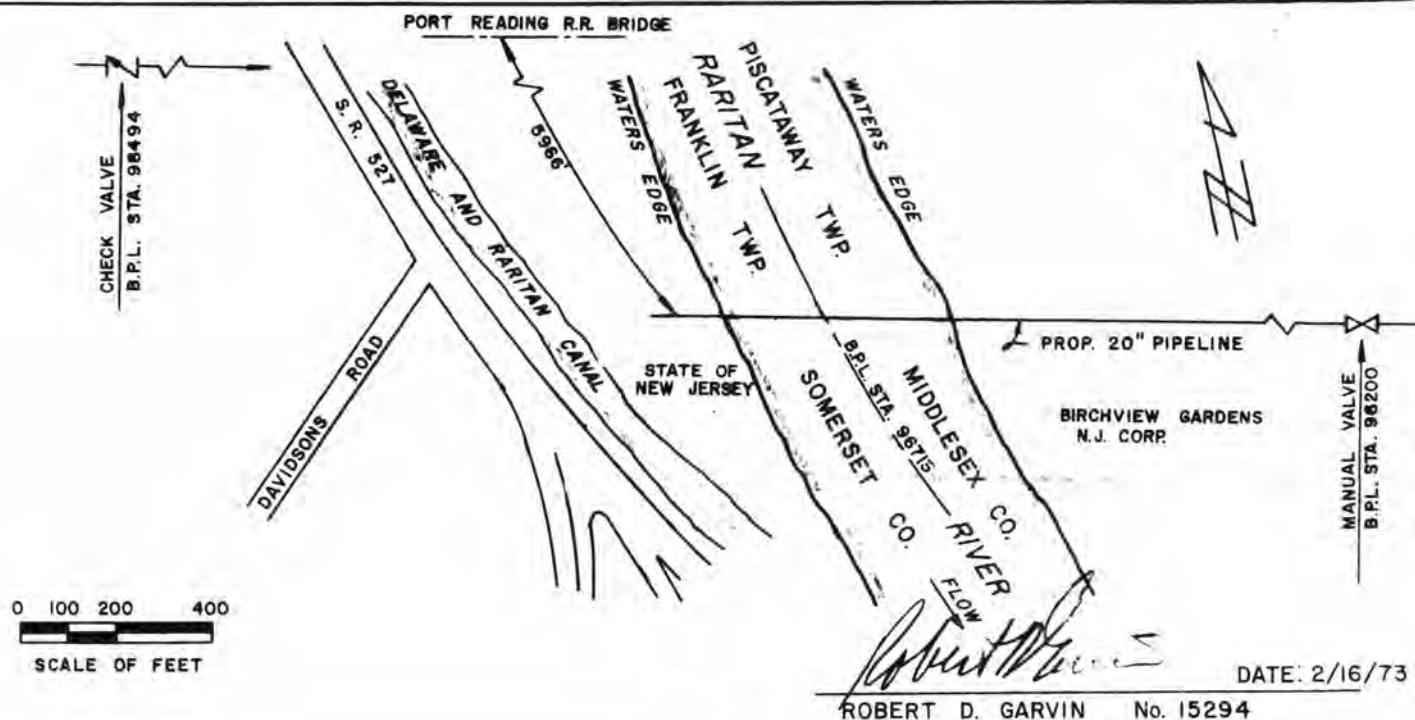 PORT READING R.R. BRIDGE
CHECK VALVE
B.P.L. STA. 98494
S. R. 527
DELAWARE AND RARITAN CANAL
5966
WATERS EDGE
FRANKLIN TWP.
RARITAN
PISCATAWAY TWP.
WATERS EDGE
DAVIDSONS ROAD
STATE OF
NEW JERSEY
SOMERSET CO.
B.P.L. STA. 96715
MIDDLESEX CO.
RIVER
FLOW
PROP. 20" PIPELINE
BIRCHVIEW GARDENS
N.J. CORP.
MANUAL VALVE
B.P.L. STA. 96200
0 100 200 400
SCALE OF FEET
DATE: 2/16/73
ROBERT D. GARVIN No. 15294